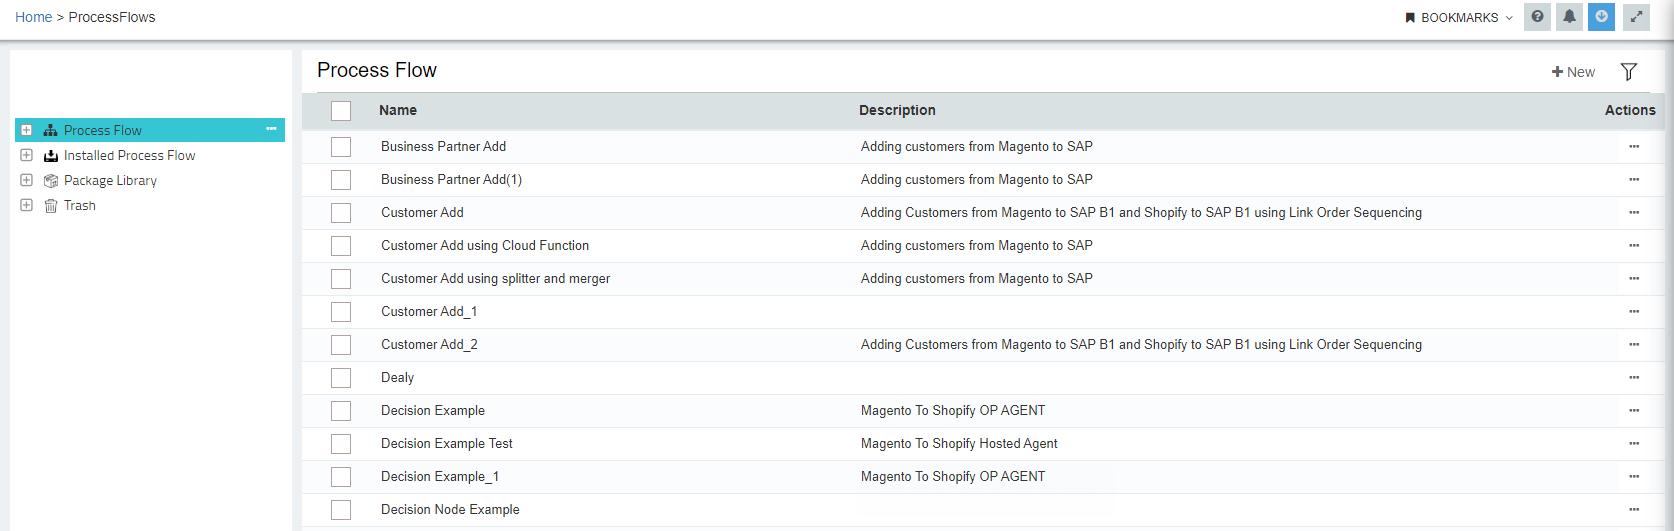 Home > ProcessFlows
BOOKMARKS
Process Flow
Installed Process Flow
Package Library
Trash
Process Flow
New
Name Description Actions
Business Partner Add Adding customers from Magento to SAP
Business Partner Add(1) Adding customers from Magento to SAP
Customer Add Adding Customers from Magento to SAP B1 and Shopify to SAP B1 using Link Order Sequencing
Customer Add using Cloud Function Adding customers from Magento to SAP
Customer Add using splitter and merger Adding customers from Magento to SAP
Customer Add_1
Customer Add_2 Adding Customers from Magento to SAP B1 and Shopify to SAP B1 using Link Order Sequencing
Dealy
Decision Example Magento To Shopify OP AGENT
Decision Example Test Magento To Shopify Hosted Agent
Decision Example_1 Magento To Shopify OP AGENT
Decision Node Example